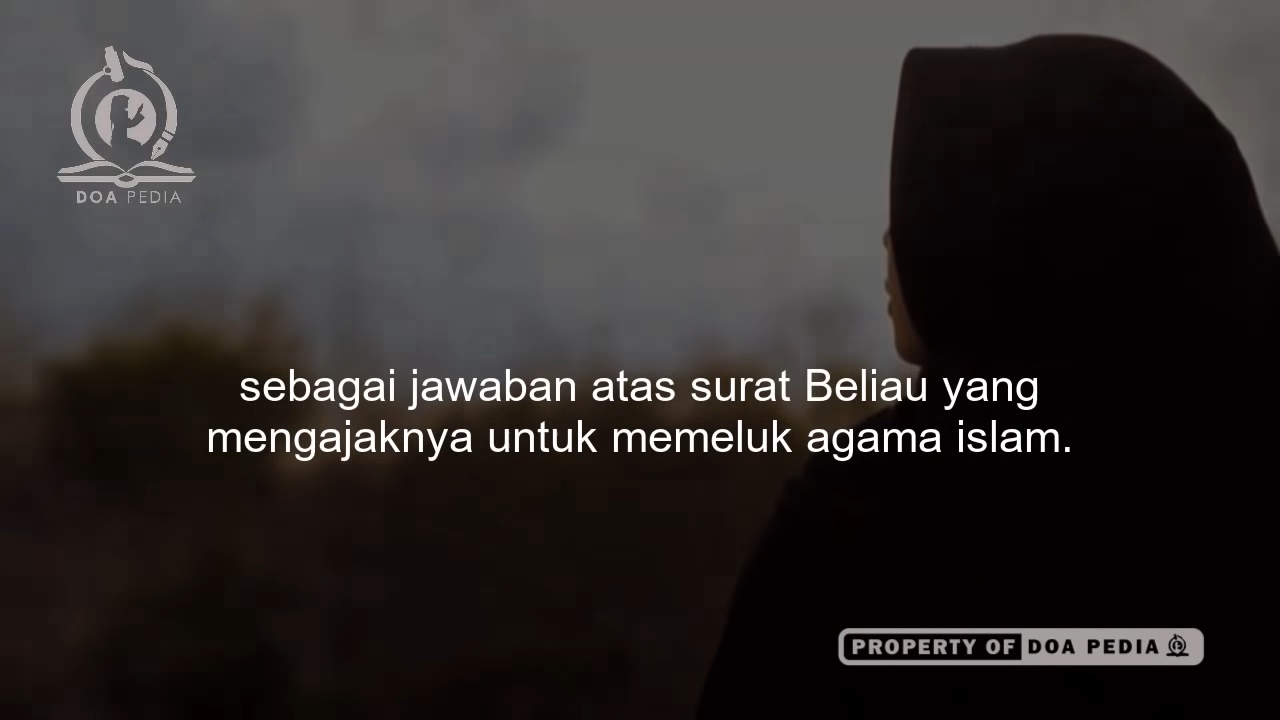 DOA PEDIA
sebagai jawaban atas surat Beliau yang
mengajaknya untuk memeluk agama islam.
PROPERTY OF DOA PEDIA